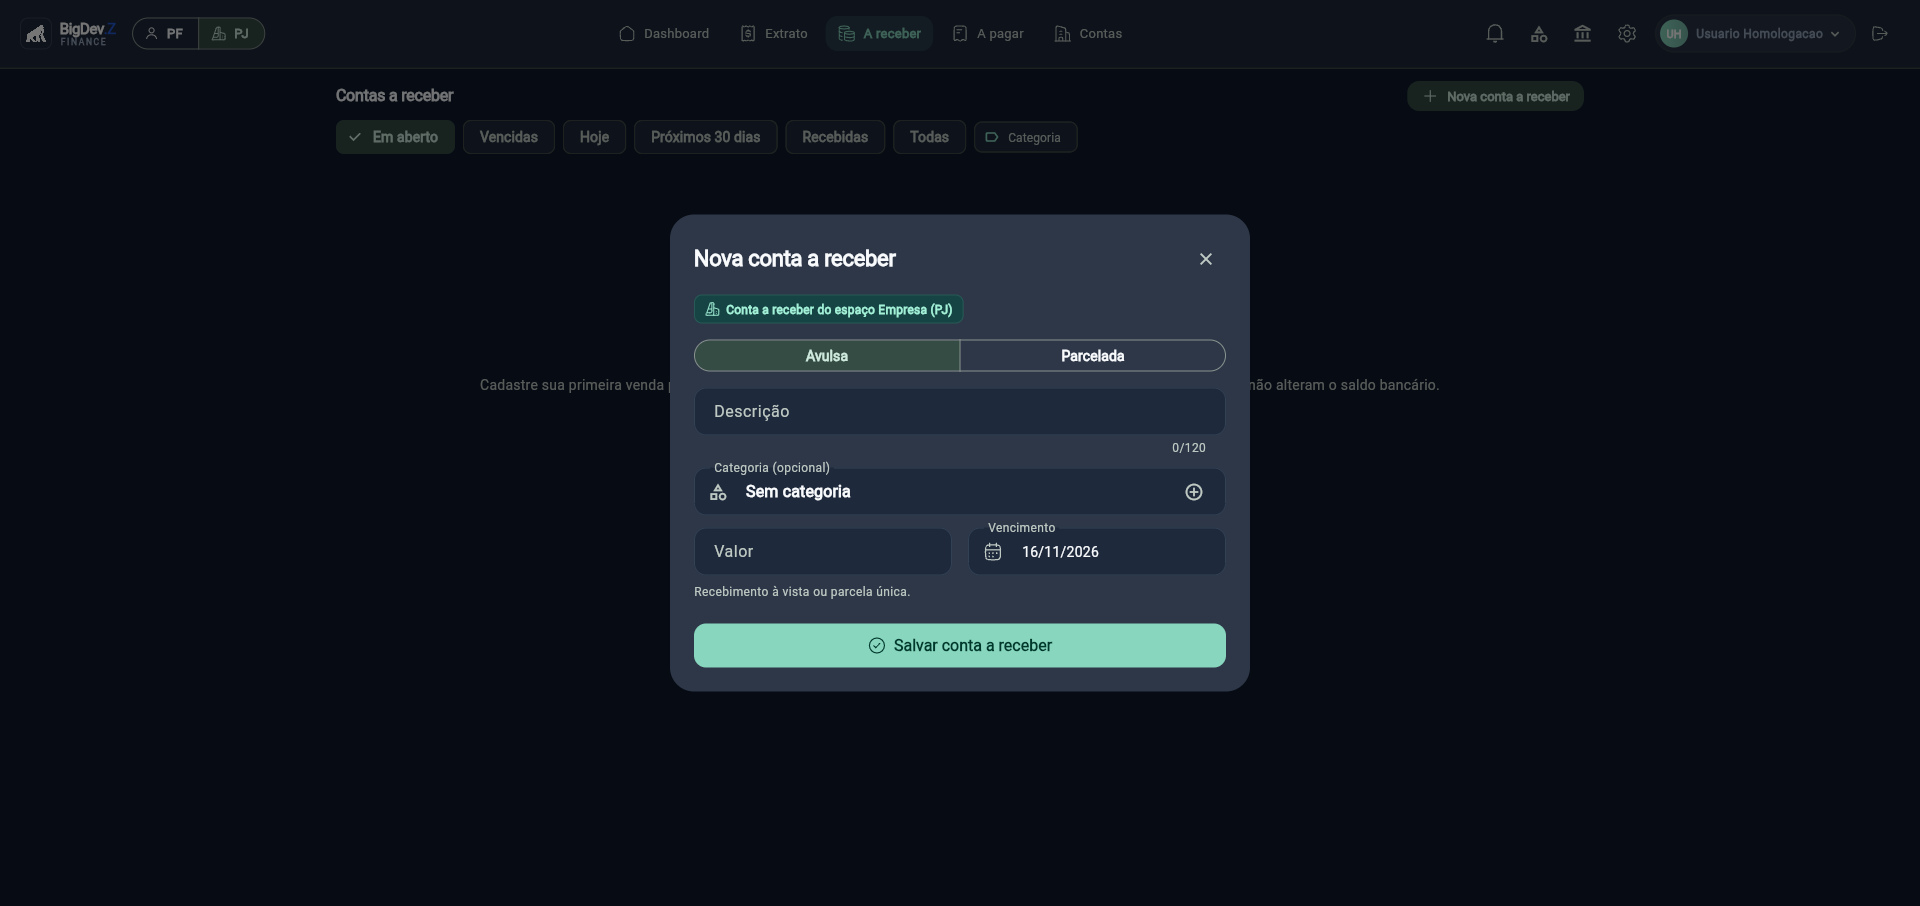 BigDev.Z
FINANCE
PF
PJ
Dashboard
Extrato
A receber
A pagar
Contas
UH
Usuario Homologacao
Contas a receber
Nova conta a receber
Em aberto
Vencidas
Hoje
Próximos 30 dias
Recebidas
Todas
Categoria
Nova conta a receber
Conta a receber do espaço Empresa (PJ)
Avulsa
Parcelada
Cadastre sua primeira venda
não alteram o saldo bancário.
Descrição
0/120
Categoria (opcional)
Sem categoria
Valor
Vencimento
16/11/2026
Recebimento à vista ou parcela única.
Salvar conta a receber